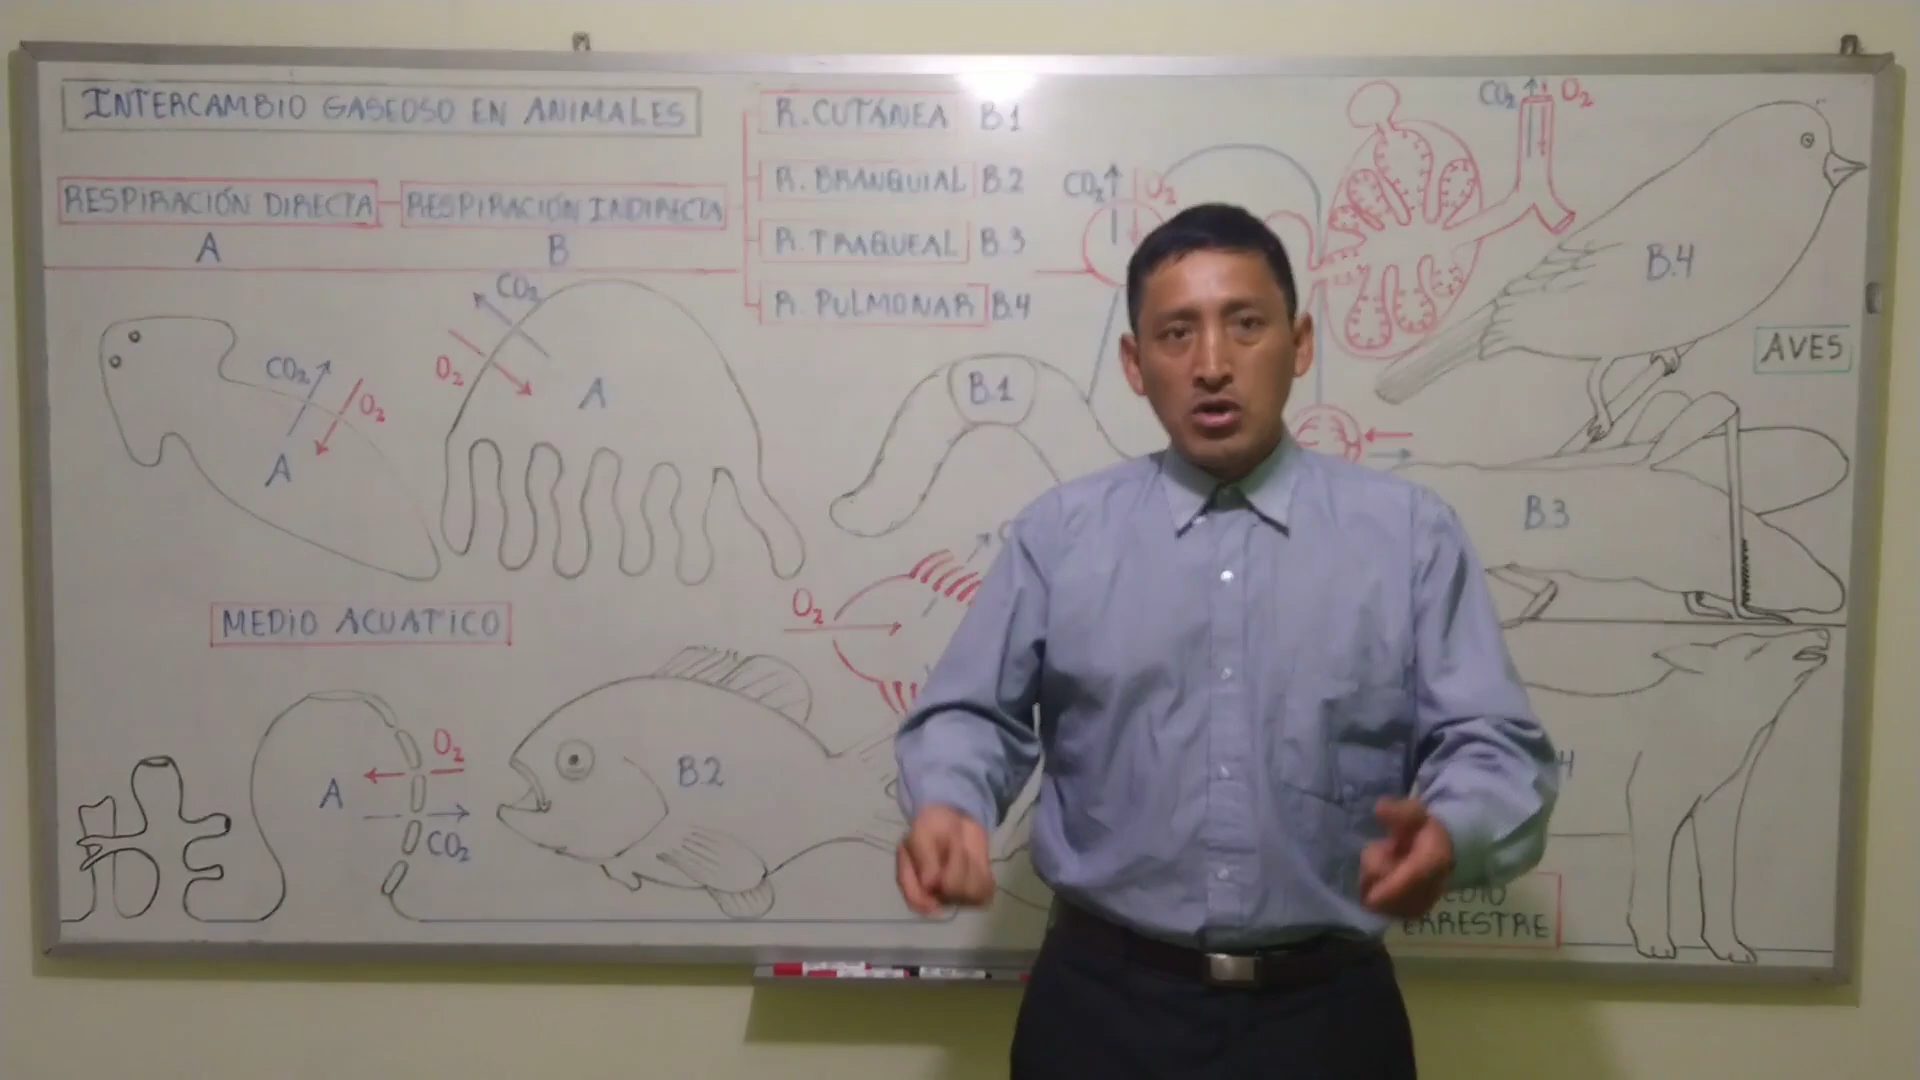 INTERCAMBIO GASEOSO EN ANIMALES
RESPIRACIÓN DIRECTA
A
RESPIRACIÓN INDIRECTA
B
R. CUTÁNEA B.1
R. BRANQUIAL B.2
R. TRAQUEAL B.3
R. PULMONAR B.4
CO₂ O₂
CO₂ O₂
B.4
AVES
CO₂
O₂
A
CO₂
O₂
A
B.1
B.3
MEDIO ACUATICO
O₂
A
O₂
CO₂
B.2
ERRESTRE